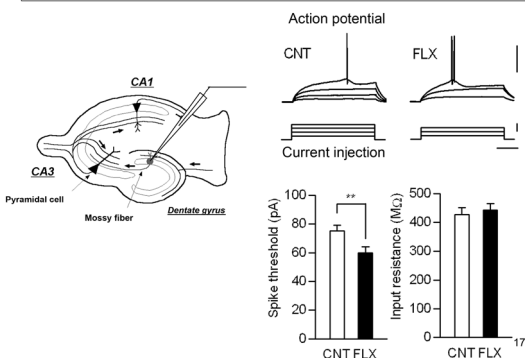 Action potential
CNT
FLX
CA1
CA3
Pyramidal cell
Mossy fiber
Dentate gyrus
Current injection
Spike threshold (pA)
100
80
60
40
20
0
**
CNT FLX
Input resistance (MΩ)
500
400
300
200
100
0
CNT FLX
17